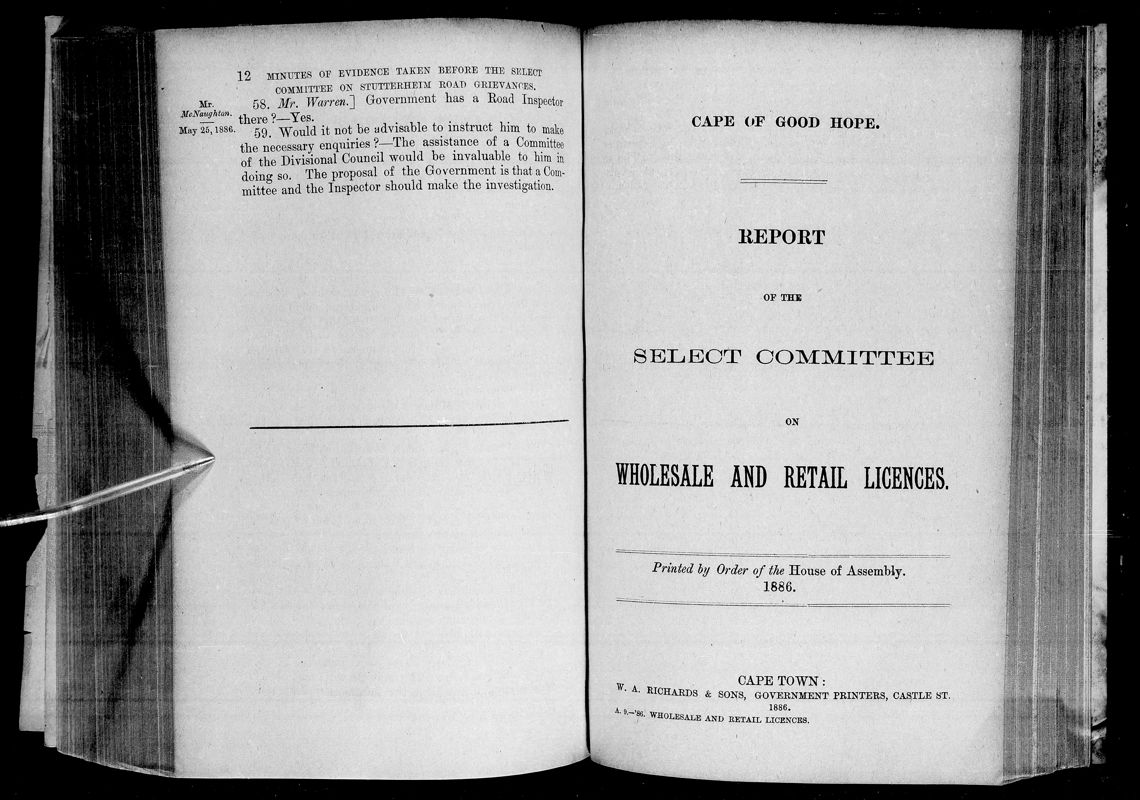 12 MINUTES OF EVIDENCE TAKEN BEFORE THE SELECT
COMMITTEE ON STUTTERHEIM ROAD GRIEVANCES.
Mr.
McNaughton.
May 25, 1886.
58. Mr. Warren.] Government has a Road Inspector
there?—Yes.
59. Would it not be advisable to instruct him to make
the necessary enquiries?—The assistance of a Committee
of the Divisional Council would be invaluable to him in
doing so. The proposal of the Government is that a Com-
mittee and the Inspector should make the investigation.
CAPE OF GOOD HOPE.
REPORT
OF THE
SELECT COMMITTEE
ON
WHOLESALE AND RETAIL LICENCES.
Printed by Order of the House of Assembly.
1886.
CAPE TOWN:
W. A. RICHARDS & SONS, GOVERNMENT PRINTERS, CASTLE ST.
1886.
A. 9.—'86. WHOLESALE AND RETAIL LICENCES.